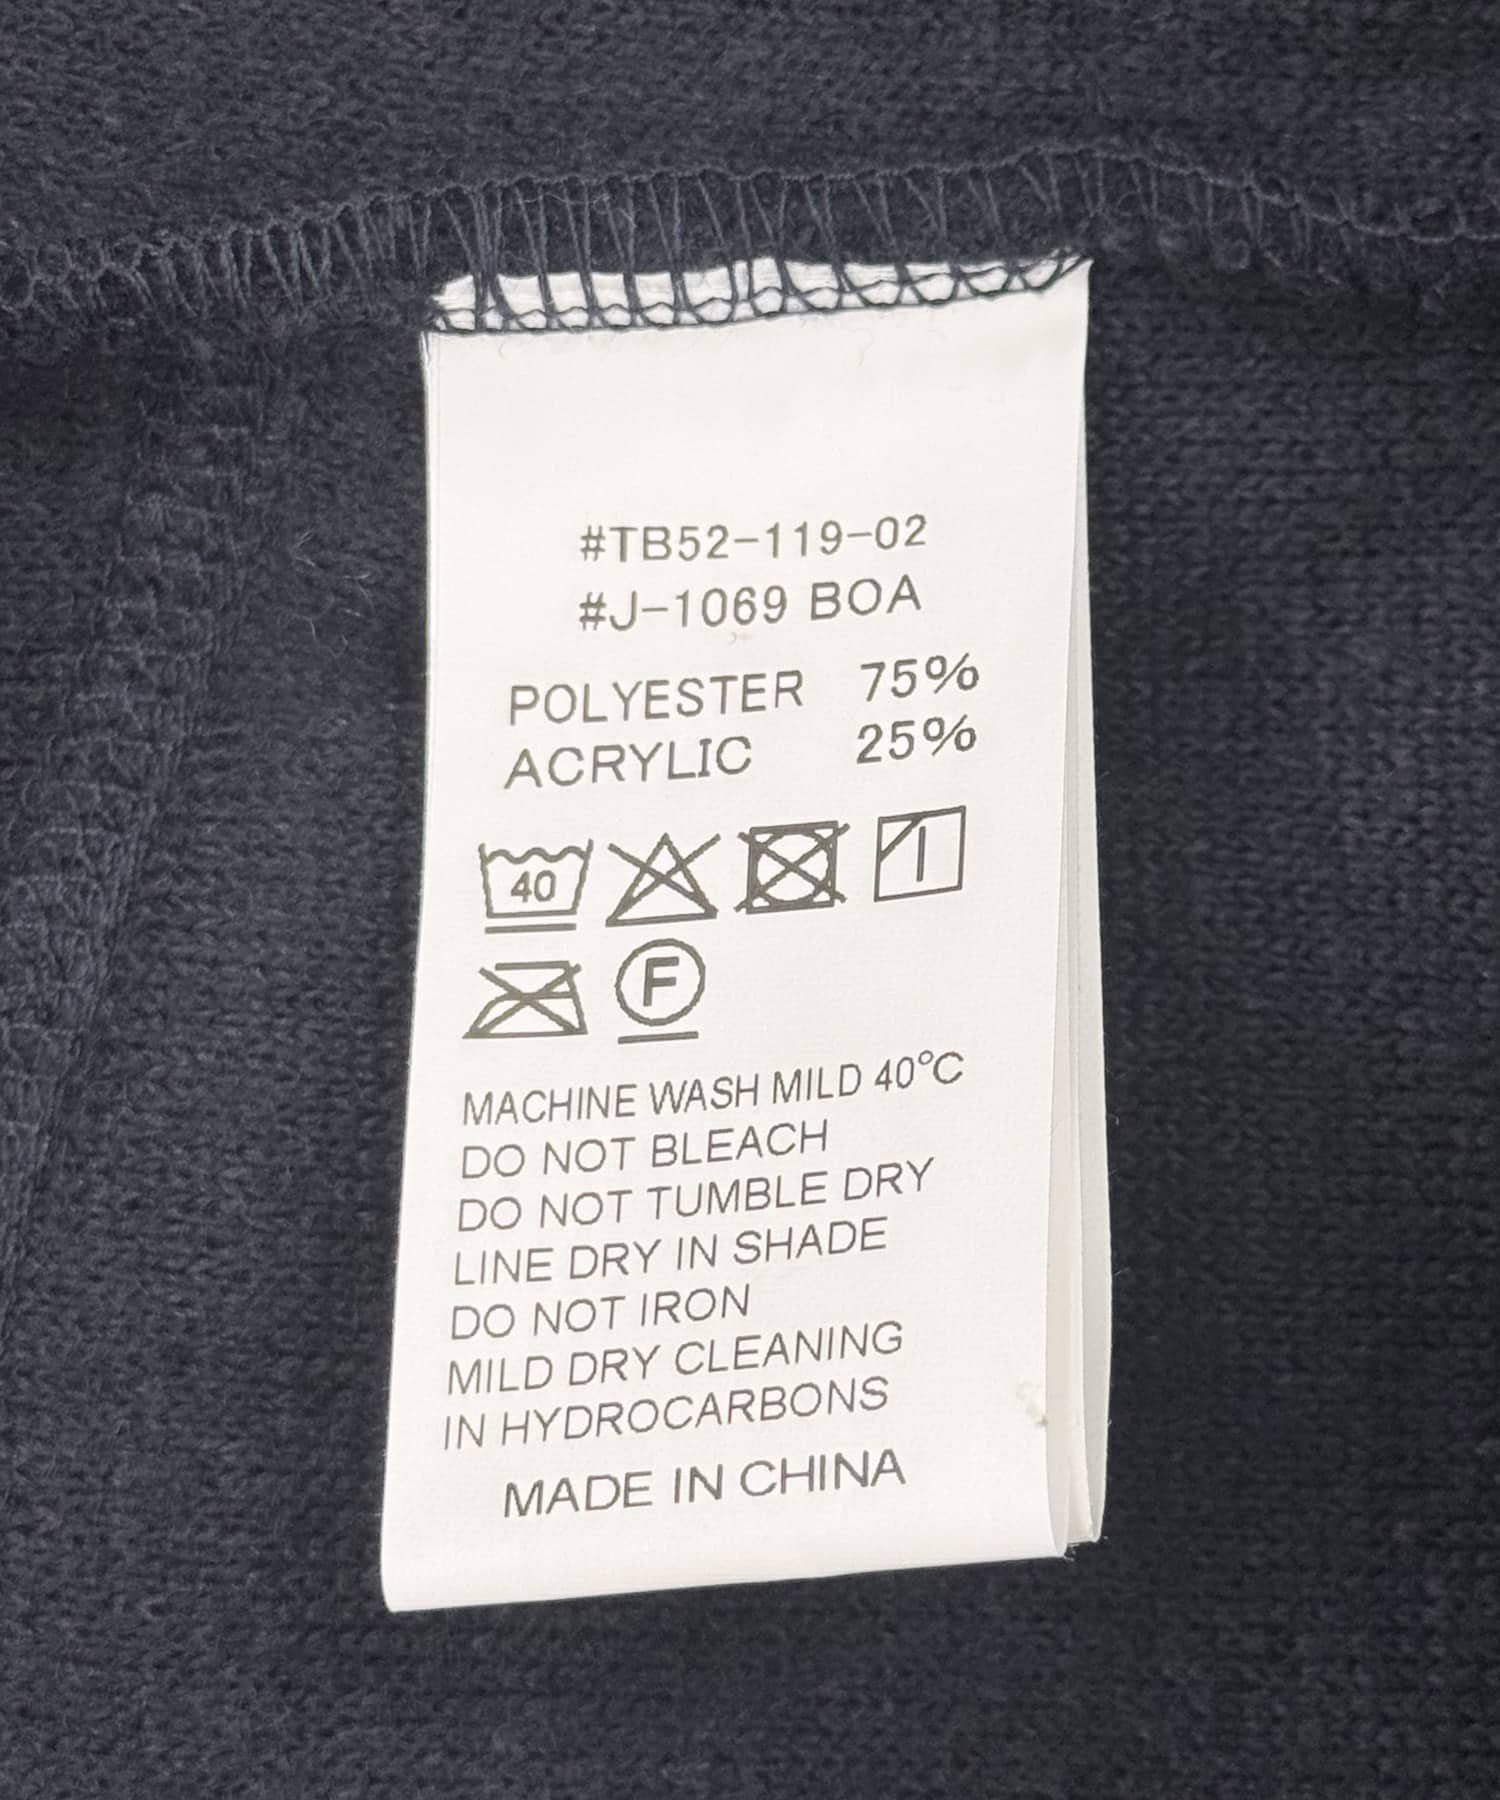 #TB52-119-02
#J-1069 BOA
POLYESTER 75%
ACRYLIC 25%
40
F
MACHINE WASH MILD 40°C
DO NOT BLEACH
DO NOT TUMBLE DRY
LINE DRY IN SHADE
DO NOT IRON
MILD DRY CLEANING
IN HYDROCARBONS
MADE IN CHINA